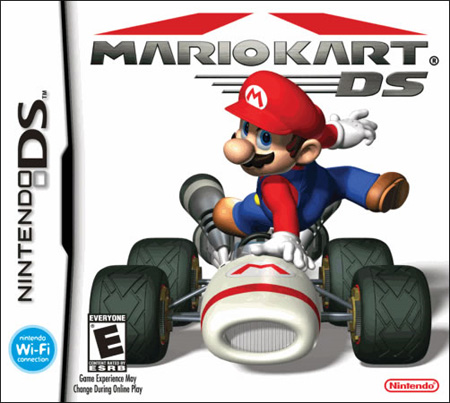 MARIOKART®
DS
NINTENDO DS™
Nintendo
Wi-Fi
connection
EVERYONE
E
CONTENT RATED BY
ESRB
Game Experience May
Change During Online Play
M
Nintendo®